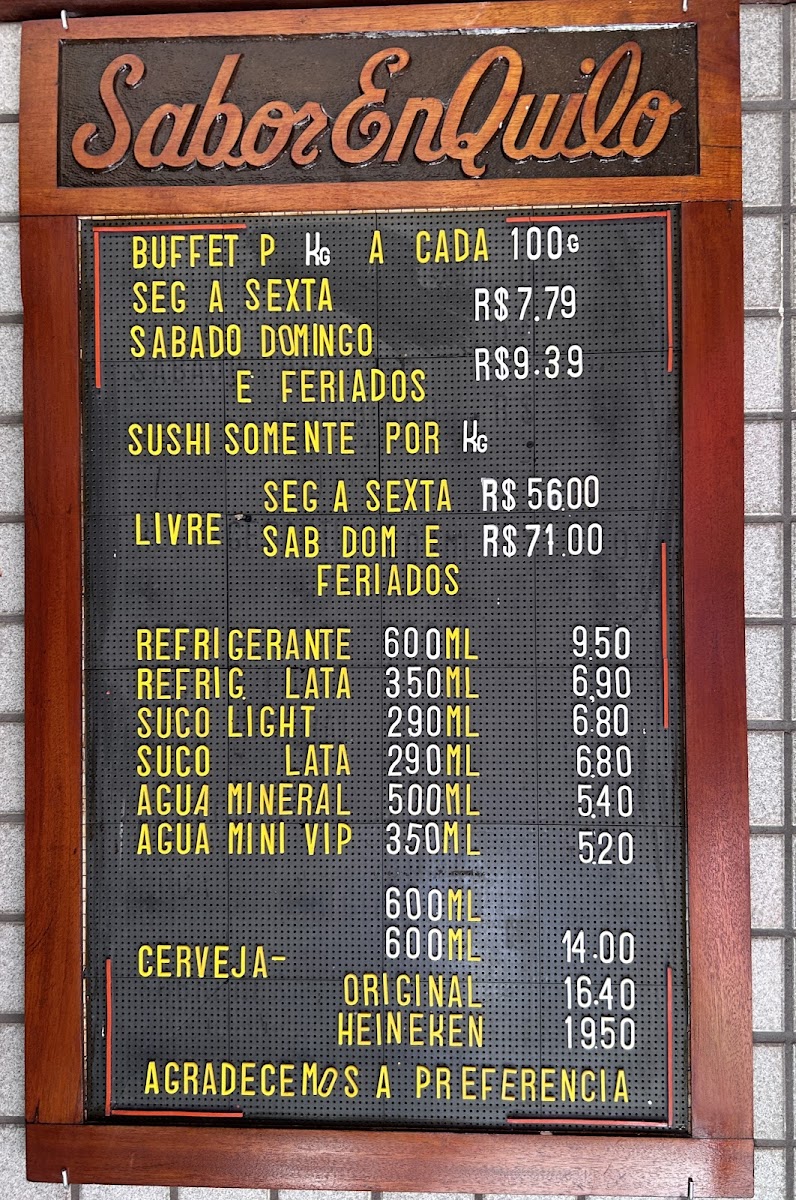 Sabor En Quilo
BUFFET P KG A CADA 100G
SEG A SEXTA R$7.79
SABADO DOMINGO
E FERIADOS R$9.39
SUSHI SOMENTE POR KG
LIVRE SEG A SEXTA R$56.00
SAB DOM E R$71.00
FERIADOS
REFRIGERANTE 600ML 9.50
REFRIG. LATA 350ML 6,90
SUCO LIGHT 290ML 6.80
SUCO LATA 290ML 6.80
AGUA MINERAL 500ML 5.40
AGUA MINI VIP 350ML 5.20
600ML
CERVEJA- 600ML 14.00
ORIGINAL 16.40
HEINEKEN 19.50
AGRADECEMOS A PREFERENCIA